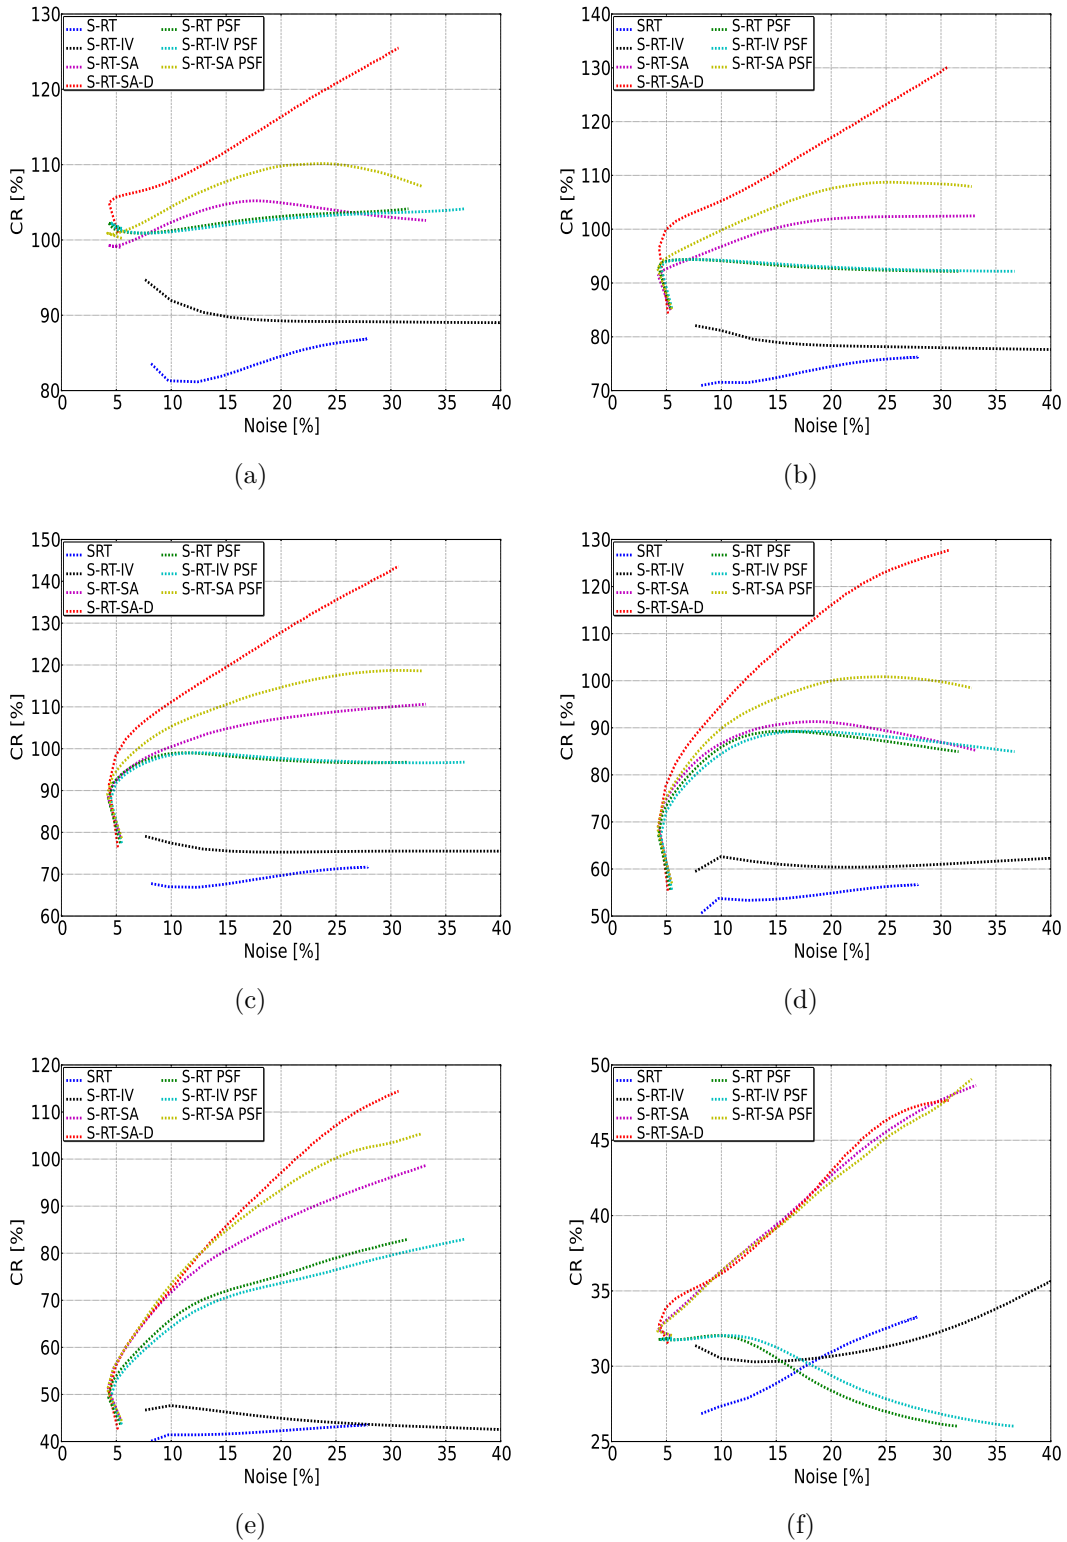 130
120
110
100
90
80
CR [%]
S-RT
S-RT-IV
S-RT-SA
S-RT-SA-D
S-RT PSF
S-RT-IV PSF
S-RT-SA PSF
0 5 10 15 20 25 30 35 40
Noise [%]
(a)
140
130
120
110
100
90
80
70
CR [%]
SRT
S-RT-IV
S-RT-SA
S-RT-SA-D
S-RT PSF
S-RT-IV PSF
S-RT-SA PSF
0 5 10 15 20 25 30 35 40
Noise [%]
(b)
150
140
130
120
110
100
90
80
70
60
CR [%]
SRT
S-RT-IV
S-RT-SA
S-RT-SA-D
S-RT PSF
S-RT-IV PSF
S-RT-SA PSF
0 5 10 15 20 25 30 35 40
Noise [%]
(c)
130
120
110
100
90
80
70
60
50
CR [%]
SRT
S-RT-IV
S-RT-SA
S-RT-SA-D
S-RT PSF
S-RT-IV PSF
S-RT-SA PSF
0 5 10 15 20 25 30 35 40
Noise [%]
(d)
120
110
100
90
80
70
60
50
40
CR [%]
SRT
S-RT-IV
S-RT-SA
S-RT-SA-D
S-RT PSF
S-RT-IV PSF
S-RT-SA PSF
0 5 10 15 20 25 30 35 40
Noise [%]
(e)
50
45
40
35
30
25
CR [%]
SRT
S-RT-IV
S-RT-SA
S-RT-SA-D
S-RT PSF
S-RT-IV PSF
S-RT-SA PSF
0 5 10 15 20 25 30 35 40
Noise [%]
(f)